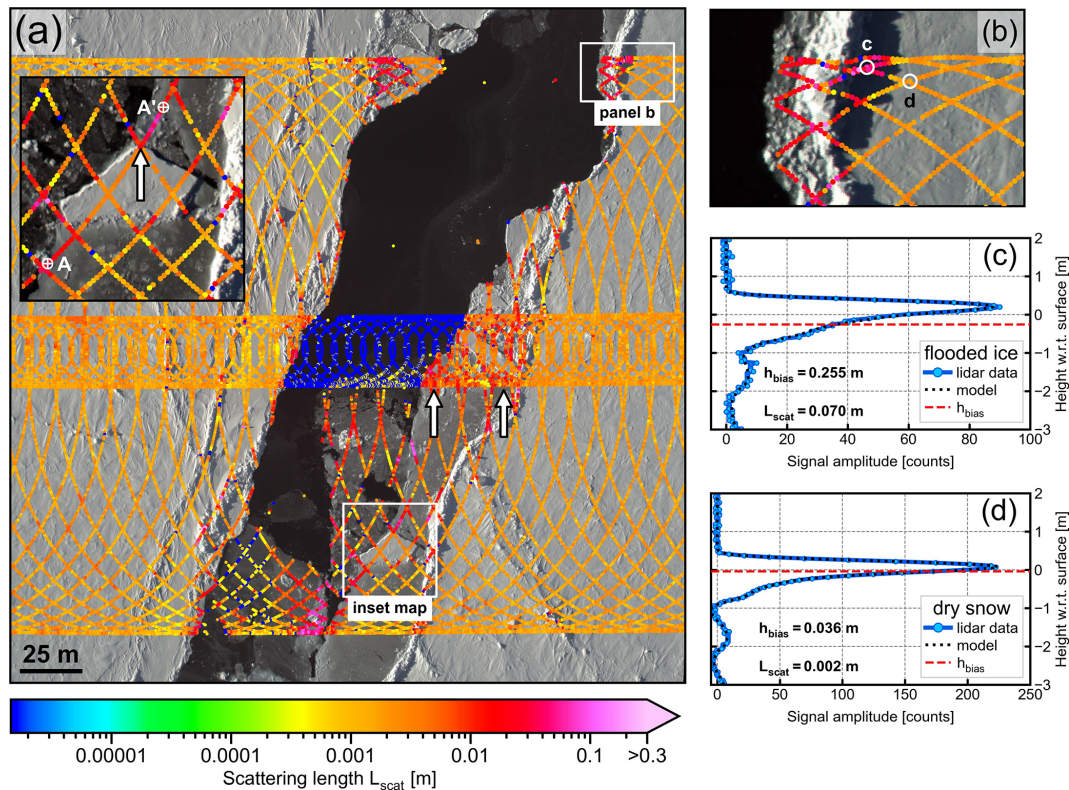 (a)
A'
A
panel b
inset map
25 m
0.00001
0.0001
0.001
0.01
0.1
>0.3
Scattering length L_scat [m]
(b)
c
d
(c)
2
1
0
−1
−2
−3
Height w.r.t. surface [m]
flooded ice
lidar data
model
h_bias
h_bias = 0.255 m
L_scat = 0.070 m
0 20 40 60 80 100
Signal amplitude [counts]
(d)
2
1
0
−1
−2
−3
Height w.r.t. surface [m]
dry snow
lidar data
model
h_bias
h_bias = 0.036 m
L_scat = 0.002 m
0 50 100 150 200 250
Signal amplitude [counts]